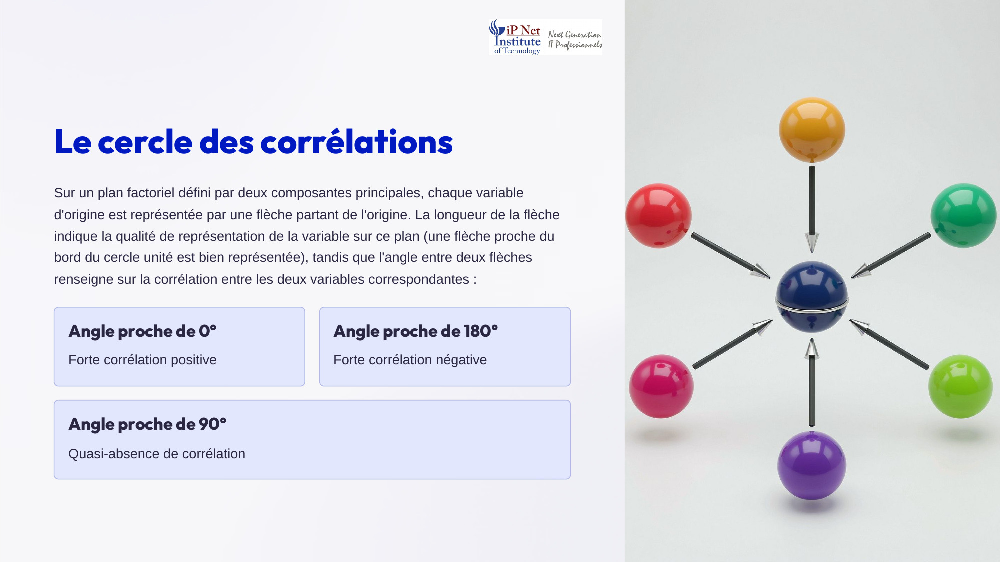 iP Net
Institute
of Technology
Next Generation
IT Professionnels
Le cercle des corrélations
Sur un plan factoriel défini par deux composantes principales, chaque variable
d'origine est représentée par une flèche partant de l'origine. La longueur de la flèche
indique la qualité de représentation de la variable sur ce plan (une flèche proche du
bord du cercle unité est bien représentée), tandis que l'angle entre deux flèches
renseigne sur la corrélation entre les deux variables correspondantes :
Angle proche de 0°
Forte corrélation positive
Angle proche de 180°
Forte corrélation négative
Angle proche de 90°
Quasi-absence de corrélation